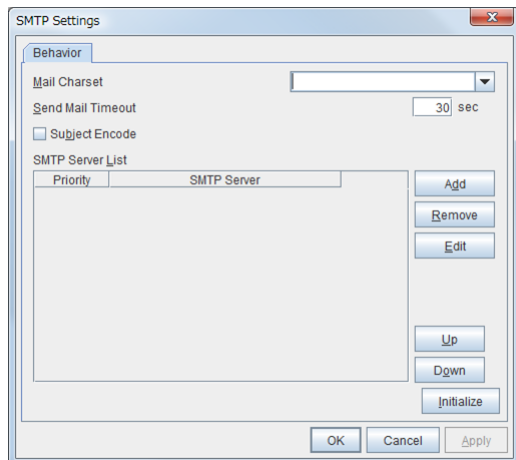 SMTP Settings
Behavior
Mail Charset
Send Mail Timeout 30 sec
Subject Encode
SMTP Server List
Priority SMTP Server
Add
Remove
Edit
Up
Down
Initialize
OK Cancel Apply